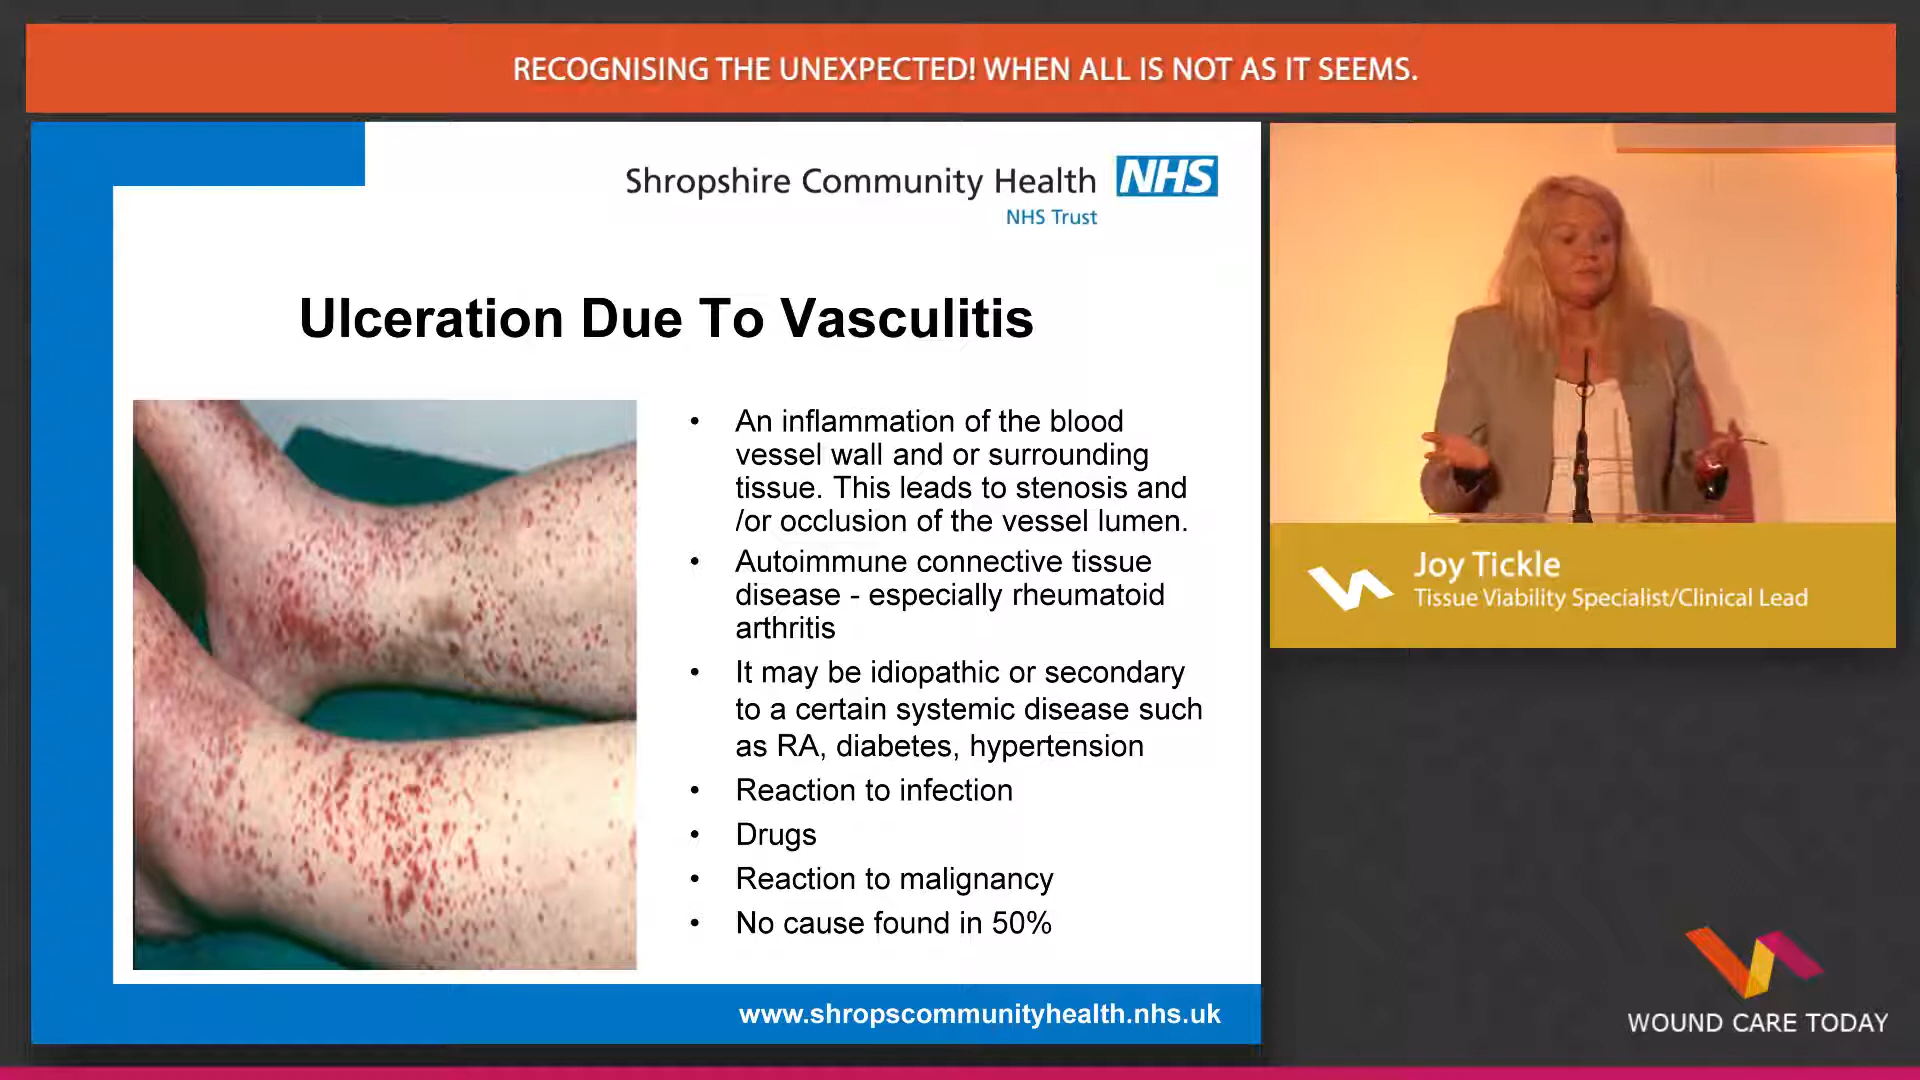 RECOGNISING THE UNEXPECTED! WHEN ALL IS NOT AS IT SEEMS.
Shropshire Community Health NHS
NHS Trust
Ulceration Due To Vasculitis
• An inflammation of the blood
vessel wall and or surrounding
tissue. This leads to stenosis and
/or occlusion of the vessel lumen.
• Autoimmune connective tissue
disease - especially rheumatoid
arthritis
• It may be idiopathic or secondary
to a certain systemic disease such
as RA, diabetes, hypertension
• Reaction to infection
• Drugs
• Reaction to malignancy
• No cause found in 50%
www.shropscommunityhealth.nhs.uk
Joy Tickle
Tissue Viability Specialist/Clinical Lead
WOUND CARE TODAY